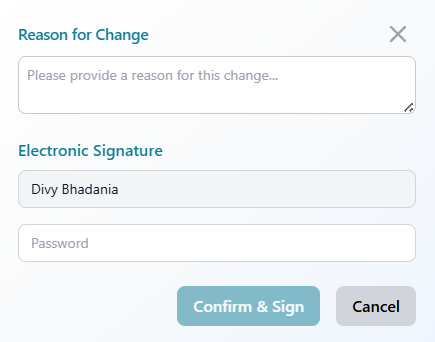 Reason for Change
Please provide a reason for this change...
Electronic Signature
Divy Bhadania
Password
Confirm & Sign
Cancel